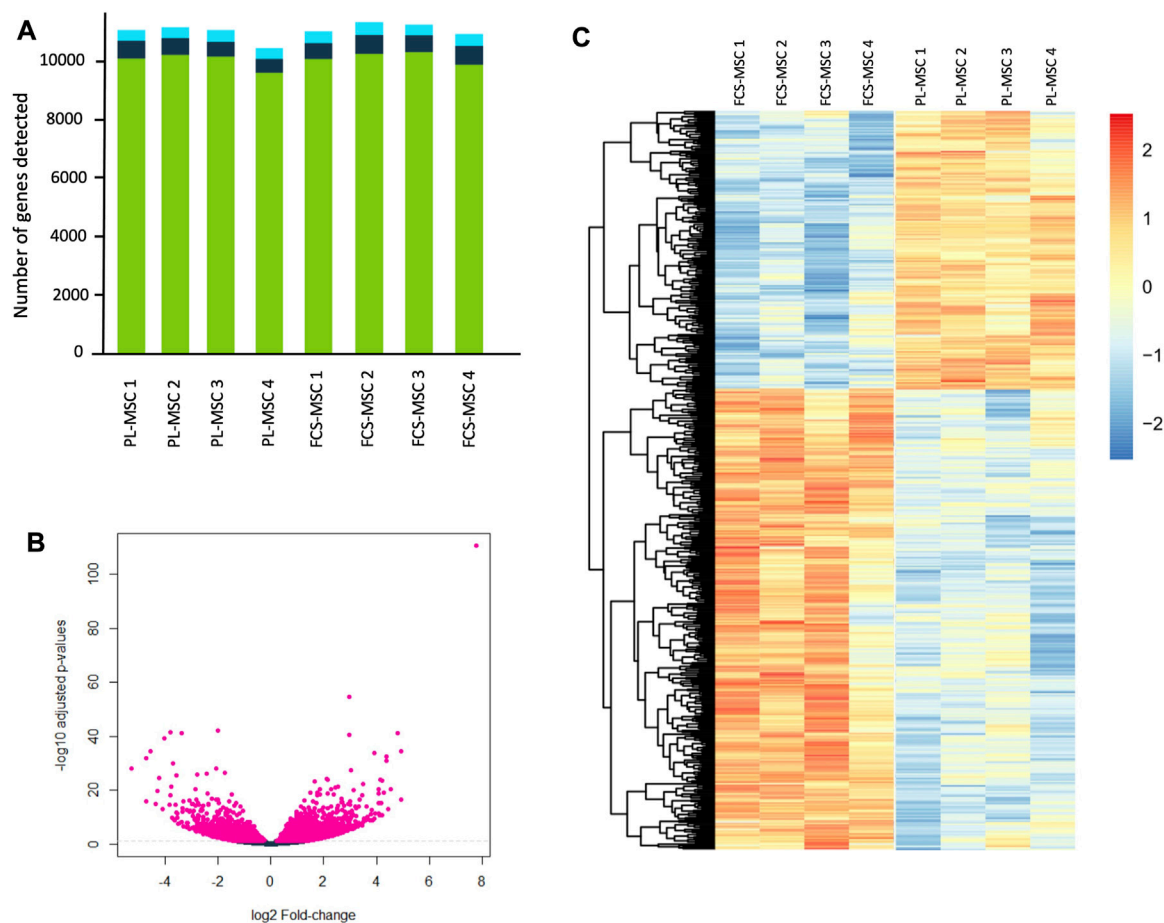 A
Number of genes detected
10000
8000
6000
4000
2000
0
PL-MSC 1
PL-MSC 2
PL-MSC 3
PL-MSC 4
FCS-MSC 1
FCS-MSC 2
FCS-MSC 3
FCS-MSC 4
B
-log10 adjusted p-values
100
80
60
40
20
0
-4 -2 0 2 4 6 8
log2 Fold-change
C
FCS-MSC 1
FCS-MSC 2
FCS-MSC 3
FCS-MSC 4
PL-MSC 1
PL-MSC 2
PL-MSC 3
PL-MSC 4
2
1
0
−1
−2